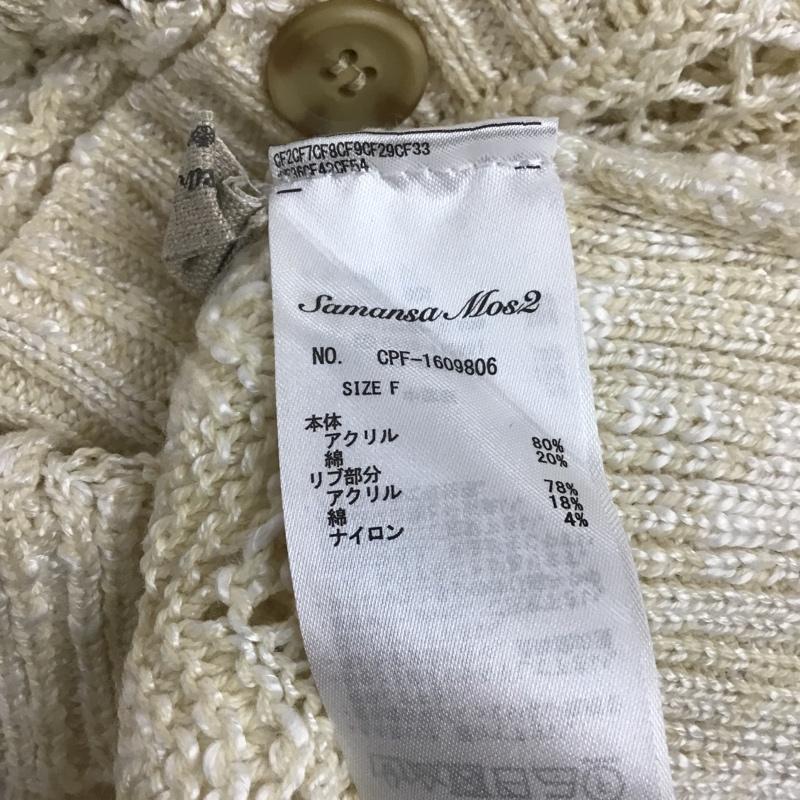 CF2CF7CF8CF9CF29CF33
CF36CF42CF54
Samansa Mos2
NO. CPF-1609806
SIZE F
本体
アクリル 80%
綿 20%
リブ部分
アクリル 78%
綿 18%
ナイロン 4%